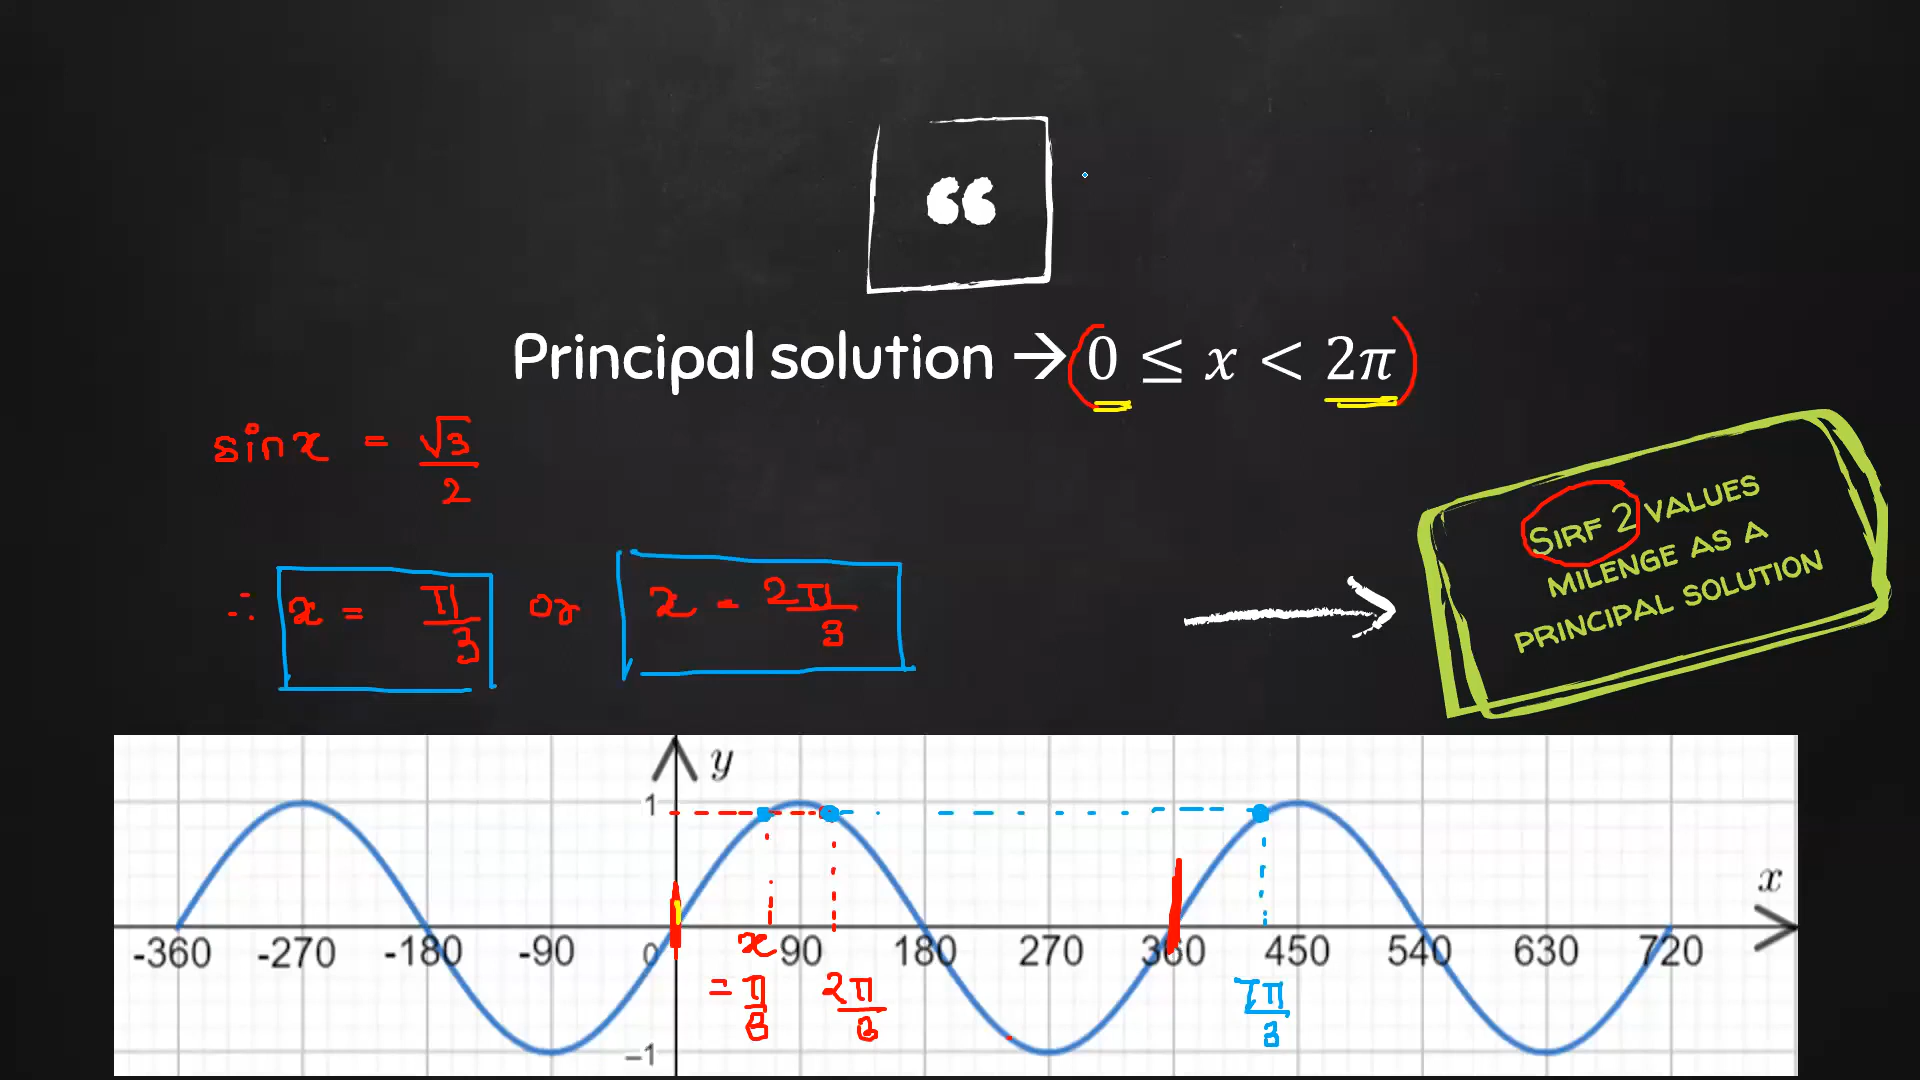 “
Principal solution → 0 ≤ x < 2π
sin x = √3/2
∴ x = π/3 or x = 2π/3
SIRF 2 VALUES
MILENGE AS A
PRINCIPAL SOLUTION
y
1
x
-360 -270 -180 -90 0 x 90 180 270 360 450 540 630 720
= π/3 2π/3 7π/3
-1